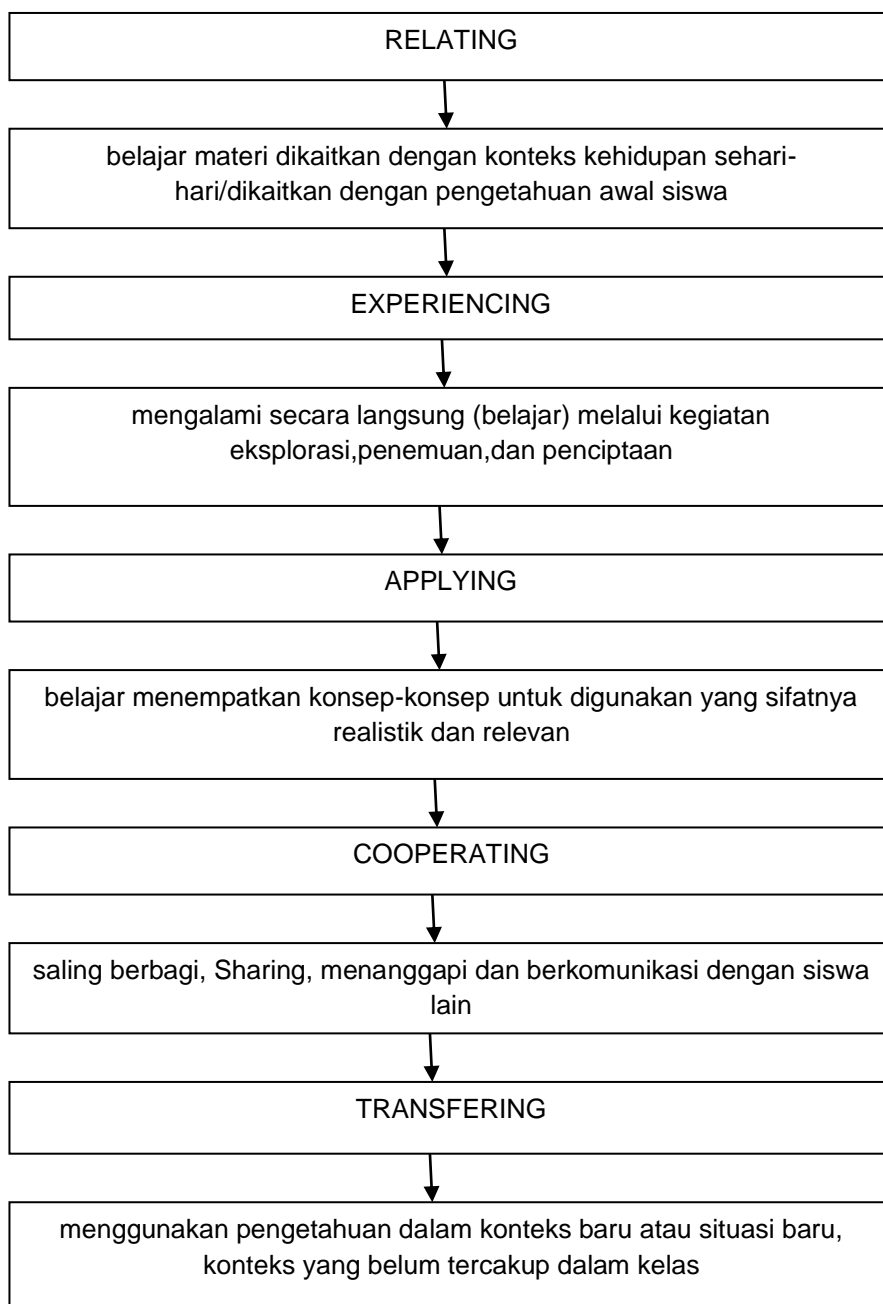 RELATING
belajar materi dikaitkan dengan konteks kehidupan sehari-
hari/dikaitkan dengan pengetahuan awal siswa
EXPERIENCING
mengalami secara langsung (belajar) melalui kegiatan
eksplorasi,penemuan,dan penciptaan
APPLYING
belajar menempatkan konsep-konsep untuk digunakan yang sifatnya
realistik dan relevan
COOPERATING
saling berbagi, Sharing, menanggapi dan berkomunikasi dengan siswa
lain
TRANSFERING
menggunakan pengetahuan dalam konteks baru atau situasi baru,
konteks yang belum tercakup dalam kelas